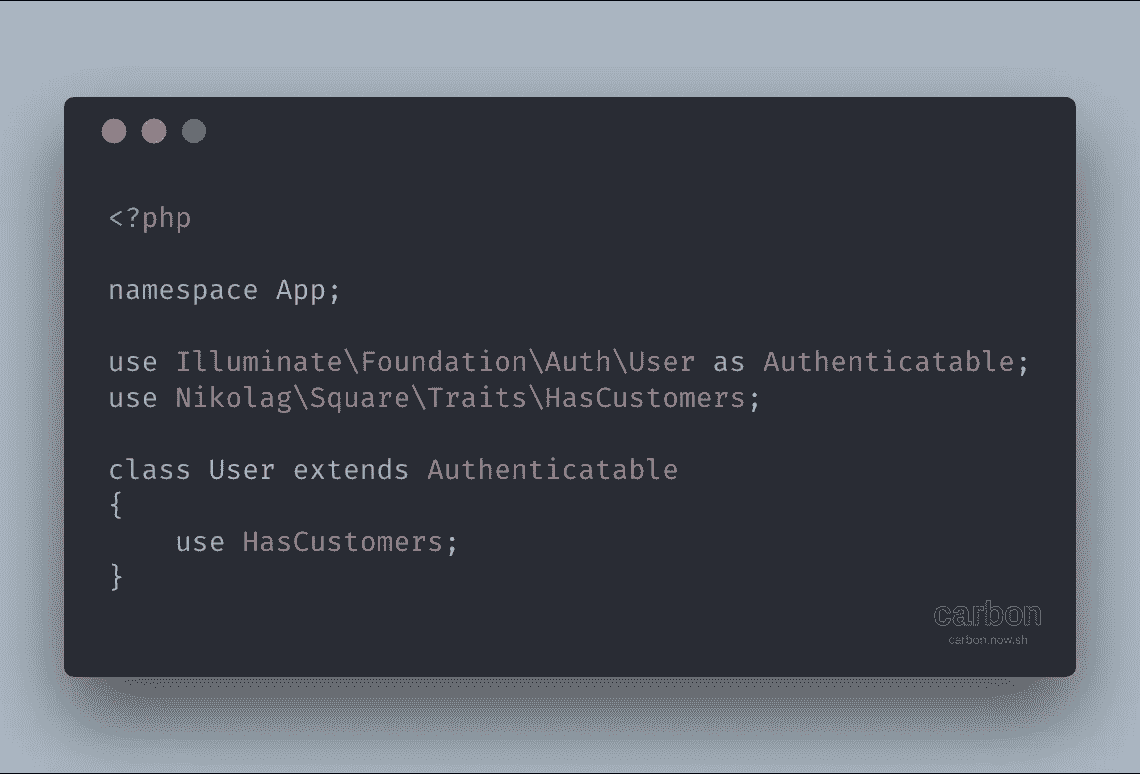 <?php
namespace App;
use Illuminate\Foundation\Auth\User as Authenticatable;
use Nikolag\Square\Traits\HasCustomers;
class User extends Authenticatable
{
    use HasCustomers;
}
carbon
carbon.now.sh